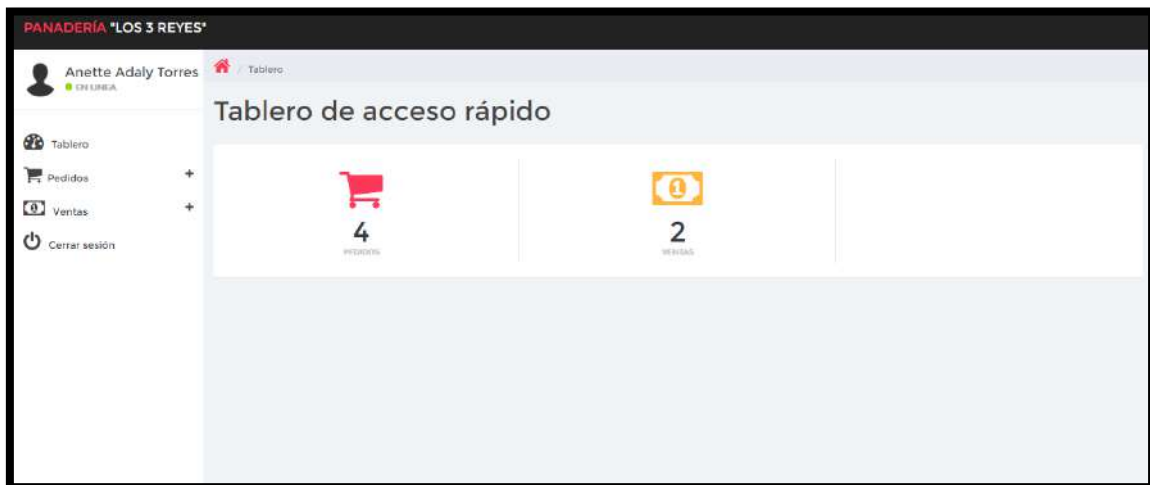 PANADERÍA "LOS 3 REYES"
Anette Adaly Torres
EN LINEA
Tablero
Pedidos +
Ventas +
Cerrar sesión
/ Tablero
Tablero de acceso rápido
4
PEDIDOS
1
2
VENTAS